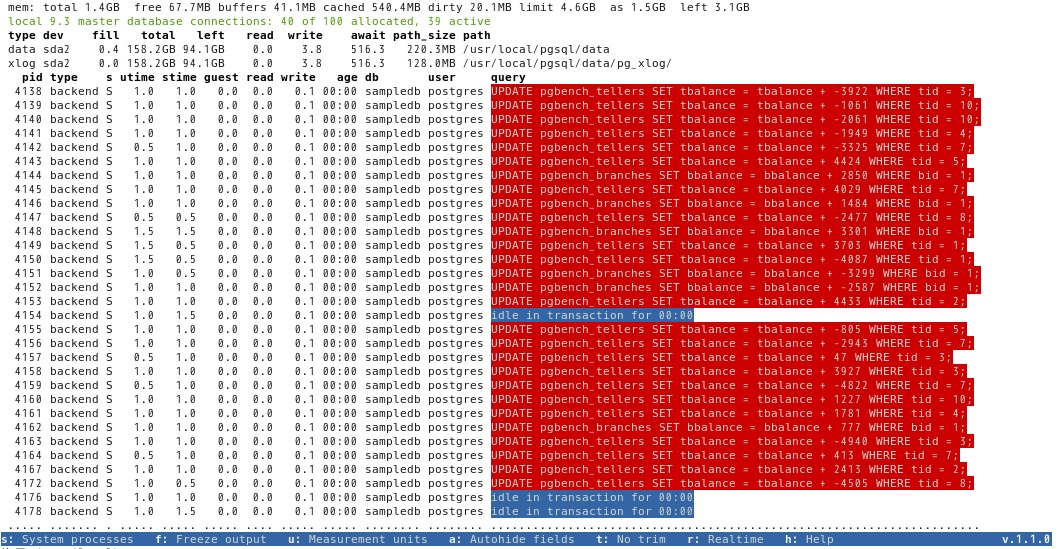 mem: total 1.4GB free 67.7MB buffers 41.1MB cached 540.4MB dirty 20.1MB limit 4.6GB as 1.5GB left 3.1GB
local 9.3 master database connections: 40 of 100 allocated, 39 active
type dev fill total left read write await path_size path
data sda2 0.4 158.2GB 94.1GB 0.0 3.8 516.3 220.3MB /usr/local/pgsql/data
xlog sda2 0.0 158.2GB 94.1GB 0.0 3.8 516.3 128.0MB /usr/local/pgsql/data/pg_xlog/
pid type s utime stime guest read write age db user query
4138 backend S 1.0 1.0 0.0 0.0 0.1 00:00 sampledb postgres UPDATE pgbench_tellers SET tbalance = tbalance + -3922 WHERE tid = 3;
4139 backend S 1.0 1.0 0.0 0.0 0.1 00:00 sampledb postgres UPDATE pgbench_tellers SET tbalance = tbalance + -1061 WHERE tid = 10;
4140 backend S 1.0 1.0 0.0 0.0 0.1 00:00 sampledb postgres UPDATE pgbench_tellers SET tbalance = tbalance + -2061 WHERE tid = 10;
4141 backend S 1.0 1.0 0.0 0.0 0.1 00:00 sampledb postgres UPDATE pgbench_tellers SET tbalance = tbalance + -1949 WHERE tid = 4;
4142 backend S 0.5 1.0 0.0 0.0 0.1 00:00 sampledb postgres UPDATE pgbench_tellers SET tbalance = tbalance + -3325 WHERE tid = 7;
4143 backend S 1.0 1.0 0.0 0.0 0.1 00:00 sampledb postgres UPDATE pgbench_tellers SET tbalance = tbalance + 4424 WHERE tid = 5;
4144 backend S 1.0 1.0 0.0 0.0 0.1 00:00 sampledb postgres UPDATE pgbench_branches SET bbalance = bbalance + 2850 WHERE bid = 1;
4145 backend S 1.0 1.0 0.0 0.0 0.1 00:00 sampledb postgres UPDATE pgbench_tellers SET tbalance = tbalance + 4029 WHERE tid = 7;
4146 backend S 1.0 1.0 0.0 0.0 0.1 00:00 sampledb postgres UPDATE pgbench_branches SET bbalance = bbalance + 1484 WHERE bid = 1;
4147 backend S 0.5 0.5 0.0 0.0 0.1 00:00 sampledb postgres UPDATE pgbench_tellers SET tbalance = tbalance + -2477 WHERE tid = 8;
4148 backend S 1.5 1.5 0.0 0.0 0.1 00:00 sampledb postgres UPDATE pgbench_branches SET bbalance = bbalance + 3301 WHERE bid = 1;
4149 backend S 1.5 0.5 0.0 0.0 0.1 00:00 sampledb postgres UPDATE pgbench_tellers SET tbalance = tbalance + 3703 WHERE tid = 1;
4150 backend S 1.0 1.5 0.0 0.0 0.1 00:00 sampledb postgres UPDATE pgbench_tellers SET tbalance = tbalance + -4087 WHERE tid = 1;
4151 backend S 1.0 0.5 0.0 0.0 0.1 00:00 sampledb postgres UPDATE pgbench_branches SET bbalance = bbalance + -3299 WHERE bid = 1;
4152 backend S 1.0 1.0 0.0 0.0 0.1 00:00 sampledb postgres UPDATE pgbench_branches SET bbalance = bbalance + -2587 WHERE bid = 1;
4153 backend S 1.0 1.0 0.0 0.0 0.1 00:00 sampledb postgres UPDATE pgbench_tellers SET tbalance = tbalance + 4433 WHERE tid = 2;
4154 backend S 1.0 1.5 0.0 0.0 0.1 00:00 sampledb postgres idle in transaction for 00:00
4155 backend S 1.0 1.0 0.0 0.0 0.1 00:00 sampledb postgres UPDATE pgbench_tellers SET tbalance = tbalance + -805 WHERE tid = 5;
4156 backend S 1.0 1.0 0.0 0.0 0.1 00:00 sampledb postgres UPDATE pgbench_tellers SET tbalance = tbalance + -2943 WHERE tid = 7;
4157 backend S 0.5 1.0 0.0 0.0 0.1 00:00 sampledb postgres UPDATE pgbench_tellers SET tbalance = tbalance + 47 WHERE tid = 3;
4158 backend S 1.0 1.0 0.0 0.0 0.1 00:00 sampledb postgres UPDATE pgbench_tellers SET tbalance = tbalance + 3927 WHERE tid = 3;
4159 backend S 0.5 1.0 0.0 0.0 0.1 00:00 sampledb postgres UPDATE pgbench_tellers SET tbalance = tbalance + -4822 WHERE tid = 7;
4160 backend S 1.0 1.0 0.0 0.0 0.1 00:00 sampledb postgres UPDATE pgbench_tellers SET tbalance = tbalance + 1227 WHERE tid = 10;
4161 backend S 1.0 1.0 0.0 0.0 0.1 00:00 sampledb postgres UPDATE pgbench_tellers SET tbalance = tbalance + 1781 WHERE tid = 4;
4162 backend S 1.0 1.0 0.0 0.0 0.1 00:00 sampledb postgres UPDATE pgbench_branches SET bbalance = bbalance + 777 WHERE bid = 1;
4163 backend S 1.0 1.0 0.0 0.0 0.1 00:00 sampledb postgres UPDATE pgbench_tellers SET tbalance = tbalance + -4940 WHERE tid = 3;
4164 backend S 0.5 1.0 0.0 0.0 0.1 00:00 sampledb postgres UPDATE pgbench_tellers SET tbalance = tbalance + 413 WHERE tid = 7;
4167 backend S 1.0 1.0 0.0 0.0 0.1 00:00 sampledb postgres UPDATE pgbench_tellers SET tbalance = tbalance + 2413 WHERE tid = 2;
4172 backend S 1.0 0.5 0.0 0.0 0.1 00:00 sampledb postgres UPDATE pgbench_tellers SET tbalance = tbalance + -4505 WHERE tid = 8;
4176 backend S 1.0 1.0 0.0 0.0 0.1 00:00 sampledb postgres idle in transaction for 00:00
4178 backend S 1.0 1.5 0.0 0.0 0.1 00:00 sampledb postgres idle in transaction for 00:00
s: System processes f: Freeze output u: Measurement units a: Autohide fields t: No trim r: Realtime h: Help v.1.1.0